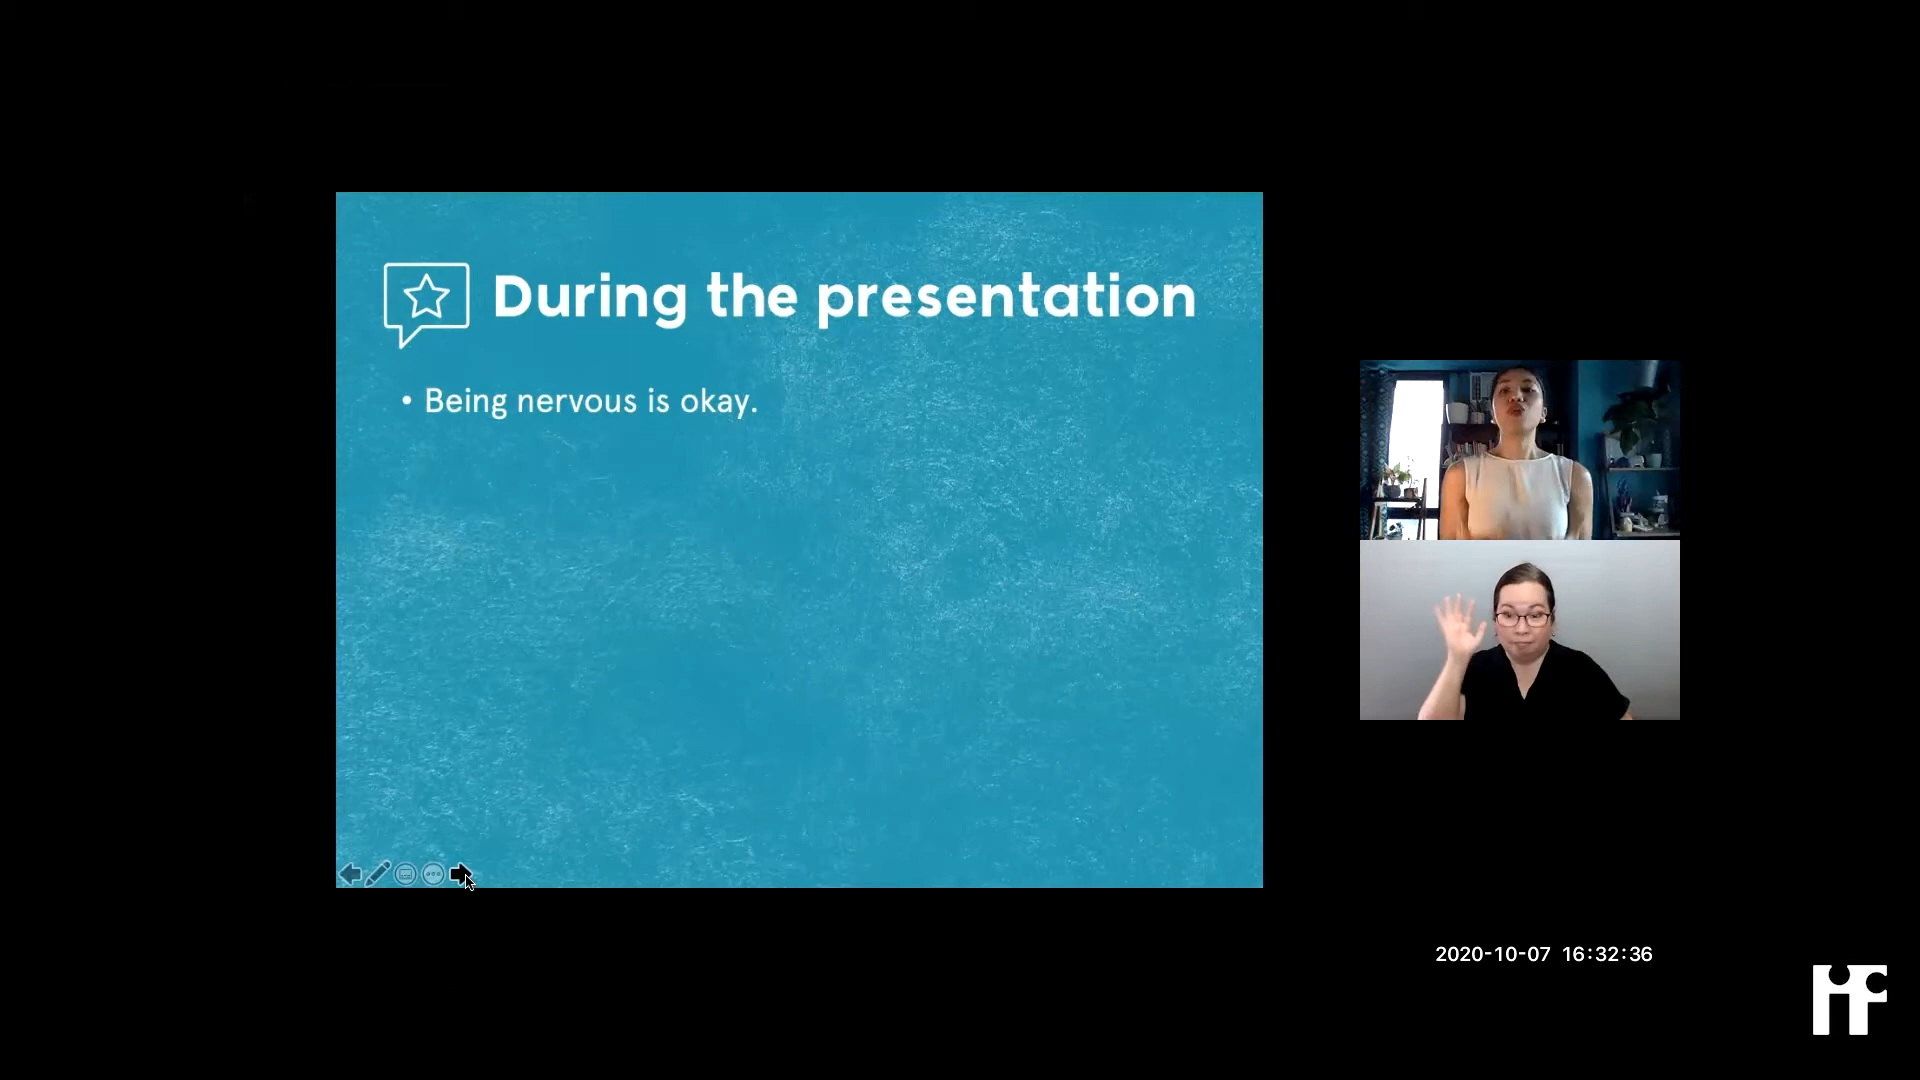 During the presentation
• Being nervous is okay.
2020-10-07 16:32:36